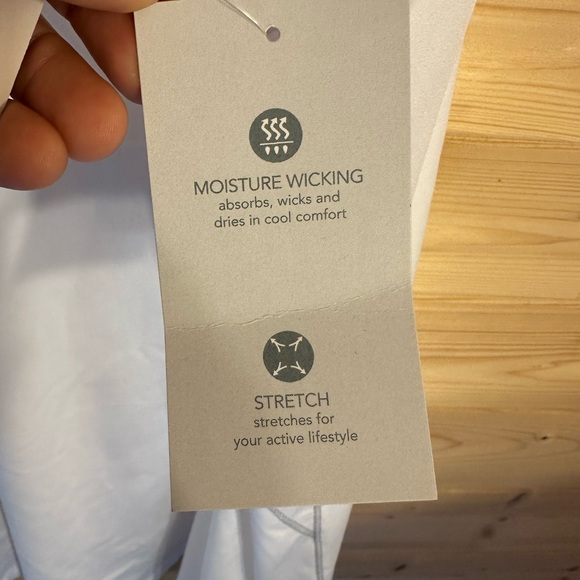 MOISTURE WICKING
absorbs, wicks and
dries in cool comfort
STRETCH
stretches for
your active lifestyle